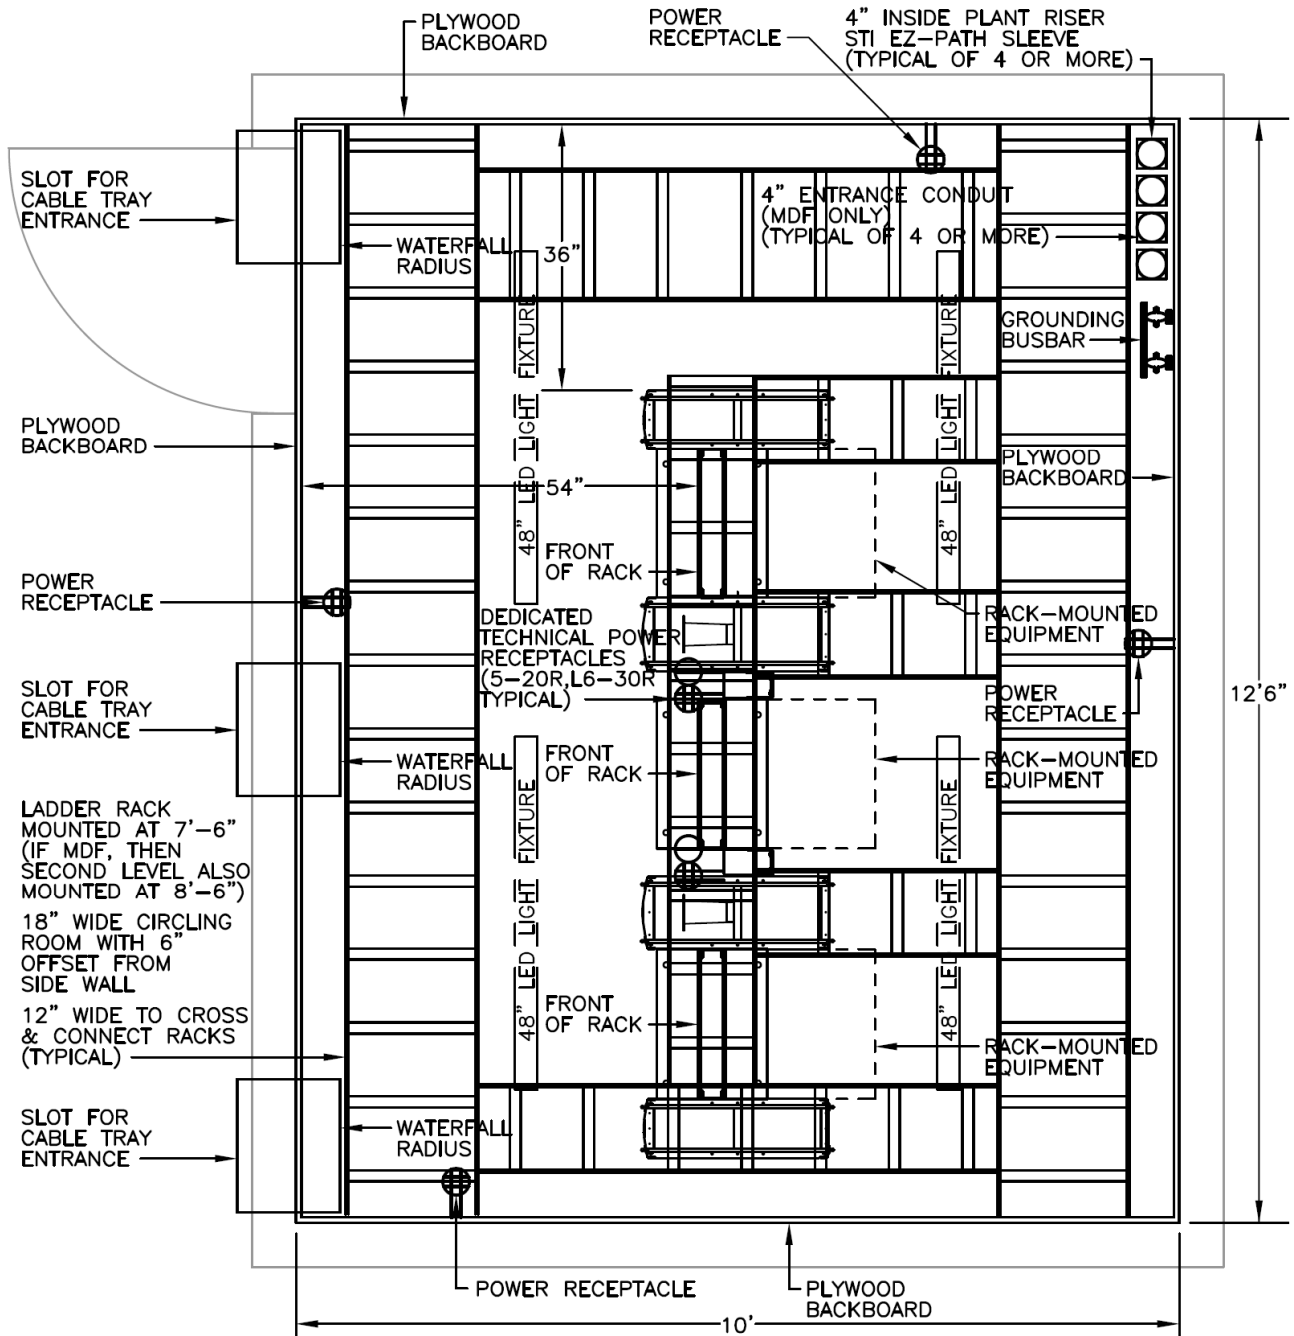 PLYWOOD
BACKBOARD
POWER
RECEPTACLE
4” INSIDE PLANT RISER
STI EZ–PATH SLEEVE
(TYPICAL OF 4 OR MORE)
SLOT FOR
CABLE TRAY
ENTRANCE
WATERFALL
RADIUS
36”
4” ENTRANCE CONDUIT
(MDF ONLY)
(TYPICAL OF 4 OR MORE)
GROUNDING
BUSBAR
48” LED LIGHT FIXTURE
48” LED LIGHT FIXTURE
PLYWOOD
BACKBOARD
54”
PLYWOOD
BACKBOARD
FRONT
OF RACK
POWER
RECEPTACLE
DEDICATED
TECHNICAL POWER
RECEPTACLES
(5–20R,L6–30R
TYPICAL)
RACK–MOUNTED
EQUIPMENT
SLOT FOR
CABLE TRAY
ENTRANCE
POWER
RECEPTACLE
12'6”
WATERFALL
RADIUS
FRONT
OF RACK
RACK–MOUNTED
EQUIPMENT
LADDER RACK
MOUNTED AT 7'–6”
(IF MDF, THEN
SECOND LEVEL ALSO
MOUNTED AT 8'–6”)
18” WIDE CIRCLING
ROOM WITH 6”
OFFSET FROM
SIDE WALL
12” WIDE TO CROSS
& CONNECT RACKS
(TYPICAL)
48” LED LIGHT FIXTURE
48” LED LIGHT FIXTURE
FRONT
OF RACK
RACK–MOUNTED
EQUIPMENT
SLOT FOR
CABLE TRAY
ENTRANCE
WATERFALL
RADIUS
POWER RECEPTACLE
PLYWOOD
BACKBOARD
10'